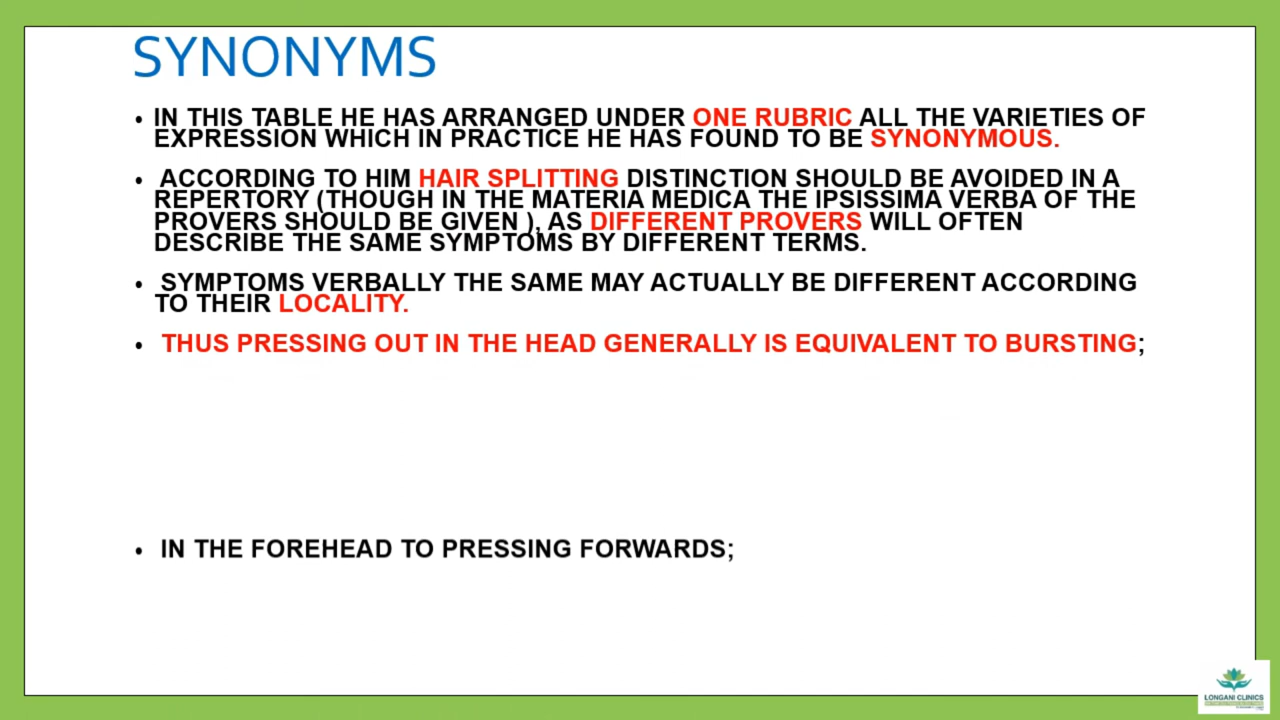 SYNONYMS
• IN THIS TABLE HE HAS ARRANGED UNDER ONE RUBRIC ALL THE VARIETIES OF
EXPRESSION WHICH IN PRACTICE HE HAS FOUND TO BE SYNONYMOUS.
• ACCORDING TO HIM HAIR SPLITTING DISTINCTION SHOULD BE AVOIDED IN A
REPERTORY (THOUGH IN THE MATERIA MEDICA THE IPSISSIMA VERBA OF THE
PROVERS SHOULD BE GIVEN ), AS DIFFERENT PROVERS WILL OFTEN
DESCRIBE THE SAME SYMPTOMS BY DIFFERENT TERMS.
• SYMPTOMS VERBALLY THE SAME MAY ACTUALLY BE DIFFERENT ACCORDING
TO THEIR LOCALITY.
• THUS PRESSING OUT IN THE HEAD GENERALLY IS EQUIVALENT TO BURSTING;
• IN THE FOREHEAD TO PRESSING FORWARDS;
LONGANI CLINICS